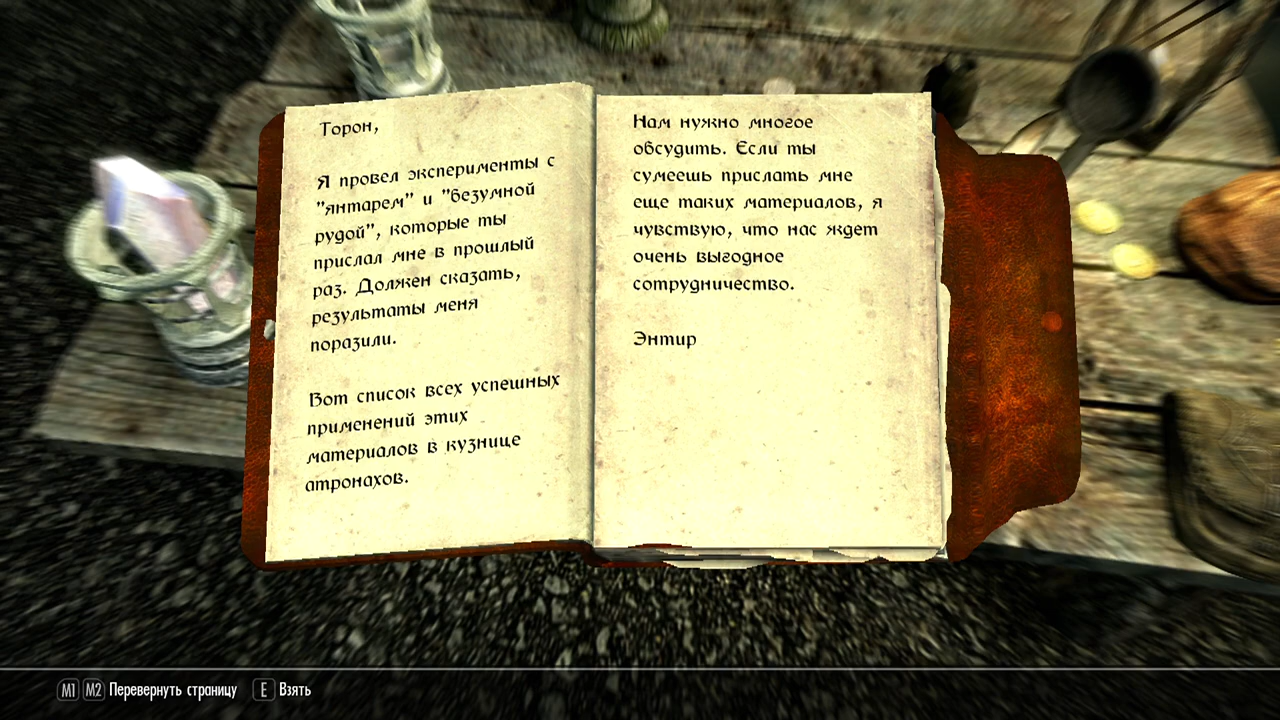 Торон,
Я провел эксперименты с
"янтарем" и "безумной
рудой", которые ты
прислал мне в прошлый
раз. Должен сказать,
результаты меня
поразили.
Вот список всех успешных
применений этих
материалов в кузнице
атронахов.
Нам нужно многое
обсудить. Если ты
сумеешь прислать мне
еще таких материалов, я
чувствую, что нас ждет
очень выгодное
сотрудничество.
Энтир
M1 M2 Перевернуть страницу E Взять